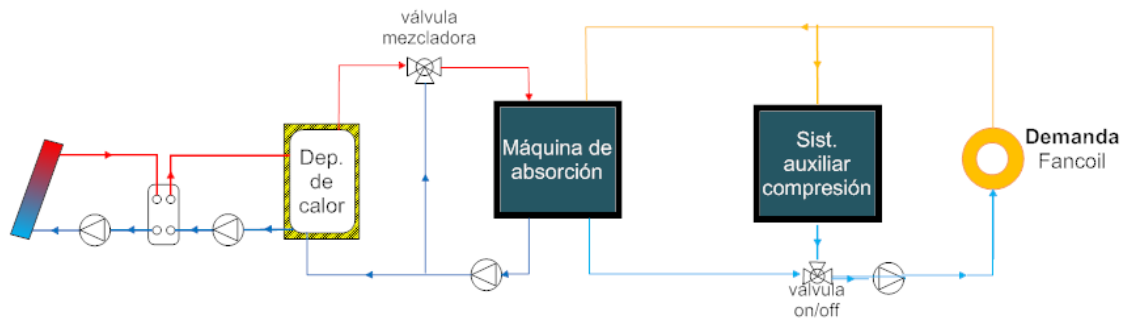 válvula
mezcladora
Dep.
de
calor
Máquina de
absorción
Sist.
auxiliar
compresión
Demanda
Fancoil
válvula
on/off